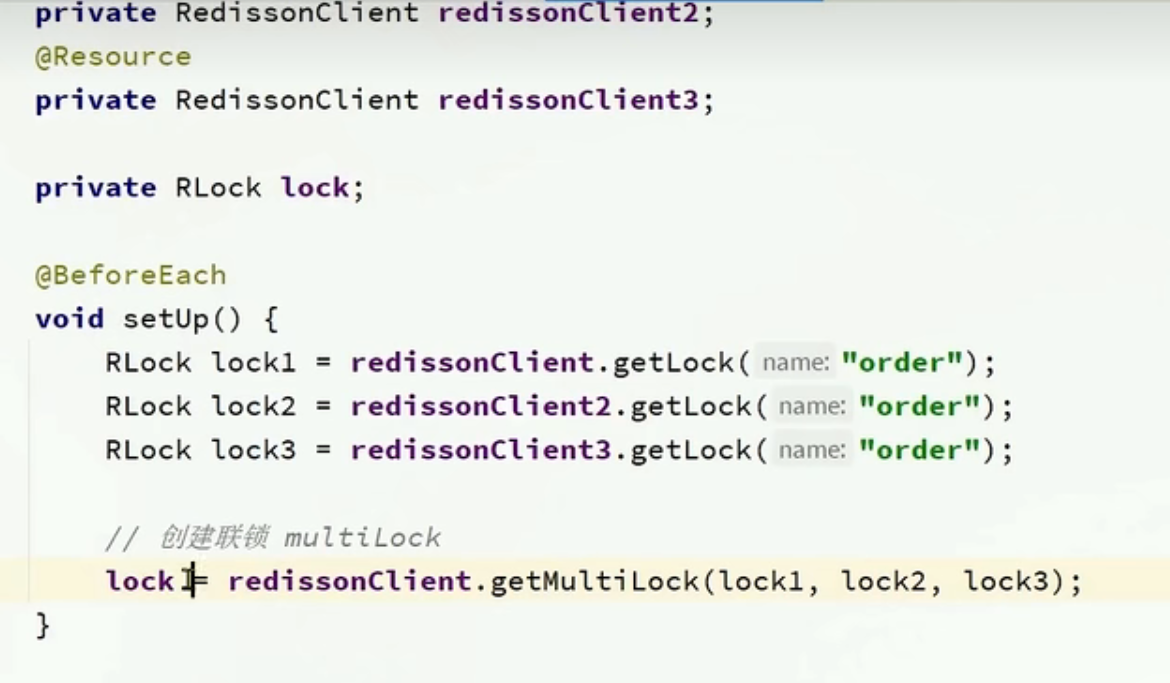 private RedissonClient redissonClient2;
@Resource
private RedissonClient redissonClient3;
private RLock lock;
@BeforeEach
void setUp() {
RLock lock1 = redissonClient.getLock( name: "order");
RLock lock2 = redissonClient2.getLock( name: "order");
RLock lock3 = redissonClient3.getLock( name: "order");
// 创建联锁 multiLock
lock = redissonClient.getMultiLock(lock1, lock2, lock3);
}